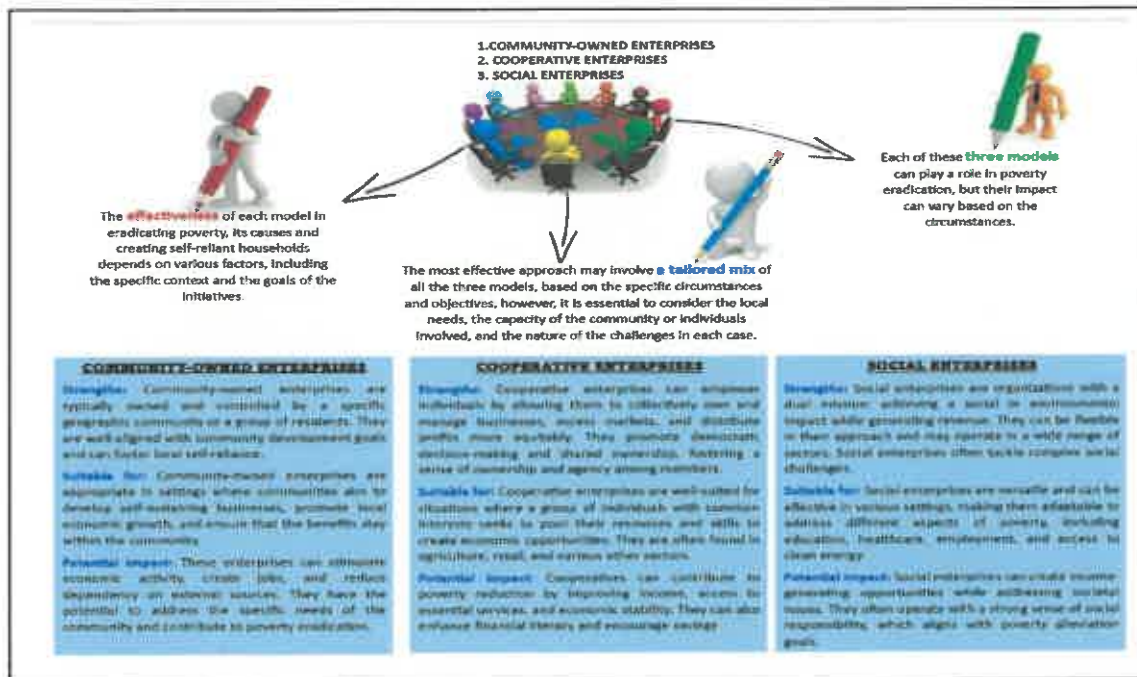 1.COMMUNITY-OWNED ENTERPRISES
2. COOPERATIVE ENTERPRISES
3. SOCIAL ENTERPRISES
The effectiveness of each model in
eradicating poverty, its causes and
creating self-reliant households
depends on various factors, including
the specific context and the goals of the
initiatives.
The most effective approach may involve a tailored mix of
all the three models, based on the specific circumstances
and objectives, however, it is essential to consider the local
needs, the capacity of the community or individuals
involved, and the nature of the challenges in each case.
Each of these three models
can play a role in poverty
eradication, but their impact
can vary based on the
circumstances.
COMMUNITY-OWNED ENTERPRISES
Strengths: Community-owned enterprises are
typically owned and controlled by a specific
geographic community or a group of residents. They
are well-aligned with community development goals
and can foster local self-reliance.
Suitable for: Community-owned enterprises are
appropriate in settings where communities aim to
develop self-sustaining businesses, promote local
economic growth, and ensure that the benefits stay
within the community.
Potential impact: These enterprises can stimulate
economic activity, create jobs, and reduce
dependency on external sources. They have the
potential to address the specific needs of the
community and contribute to poverty eradication.
COOPERATIVE ENTERPRISES
Strengths: Cooperative enterprises can empower
individuals by allowing them to collectively own and
manage businesses, access markets, and distribute
profits more equitably. They promote democratic
decision-making and shared ownership, fostering a
sense of ownership and agency among members.
Suitable for: Cooperative enterprises are well-suited for
situations where a group of individuals with common
interests seeks to pool their resources and skills to
create economic opportunities. They are often found in
agriculture, retail, and various other sectors.
Potential impact: Cooperatives can contribute to
poverty reduction by improving income, access to
essential services, and economic stability. They can also
enhance financial literacy and encourage savings
SOCIAL ENTERPRISES
Strengths: Social enterprises are organizations with a
dual mission: achieving a social or environmental
impact while generating revenue. They can be flexible
in their approach and may operate in a wide range of
sectors. Social enterprises often tackle complex social
challenges.
Suitable for: Social enterprises are versatile and can be
effective in various settings, making them adaptable to
address different aspects of poverty, including
education, healthcare, employment, and access to
clean energy
Potential impact: Social enterprises can create income-
generating opportunities while addressing societal
issues. They often operate with a strong sense of social
responsibility, which aligns with poverty alleviation
goals.